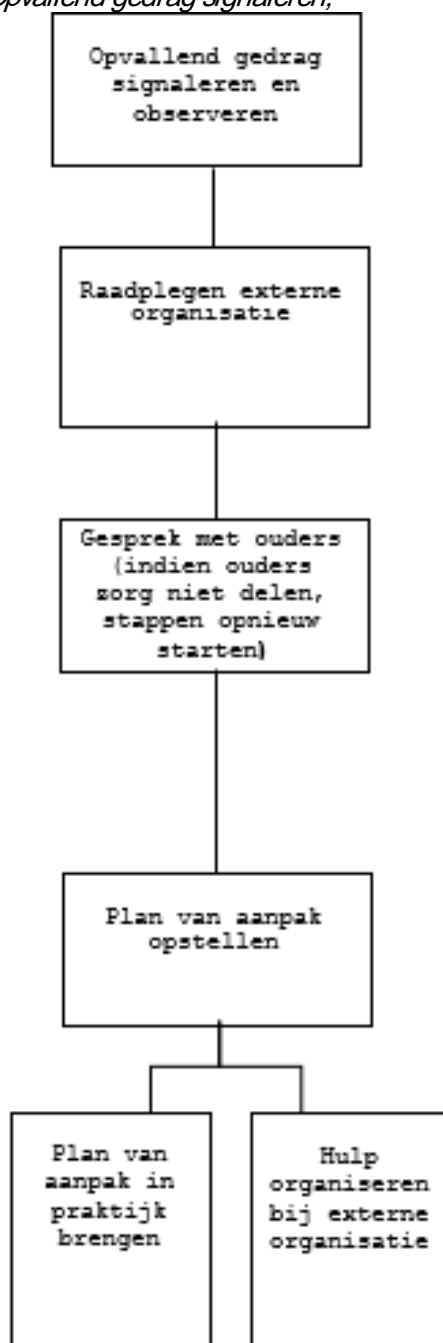 opvallend gedrag signaleren,
Opvallend gedrag
signaleren en
observeren
Raadplegen externe
organisatie
Gesprek met ouders
(indien ouders
zorg niet delen,
stappen opnieuw
starten)
Plan van aanpak
opstellen
Plan van
aanpak in
praktijk
brengen
Hulp
organiseren
bij externe
organisatie